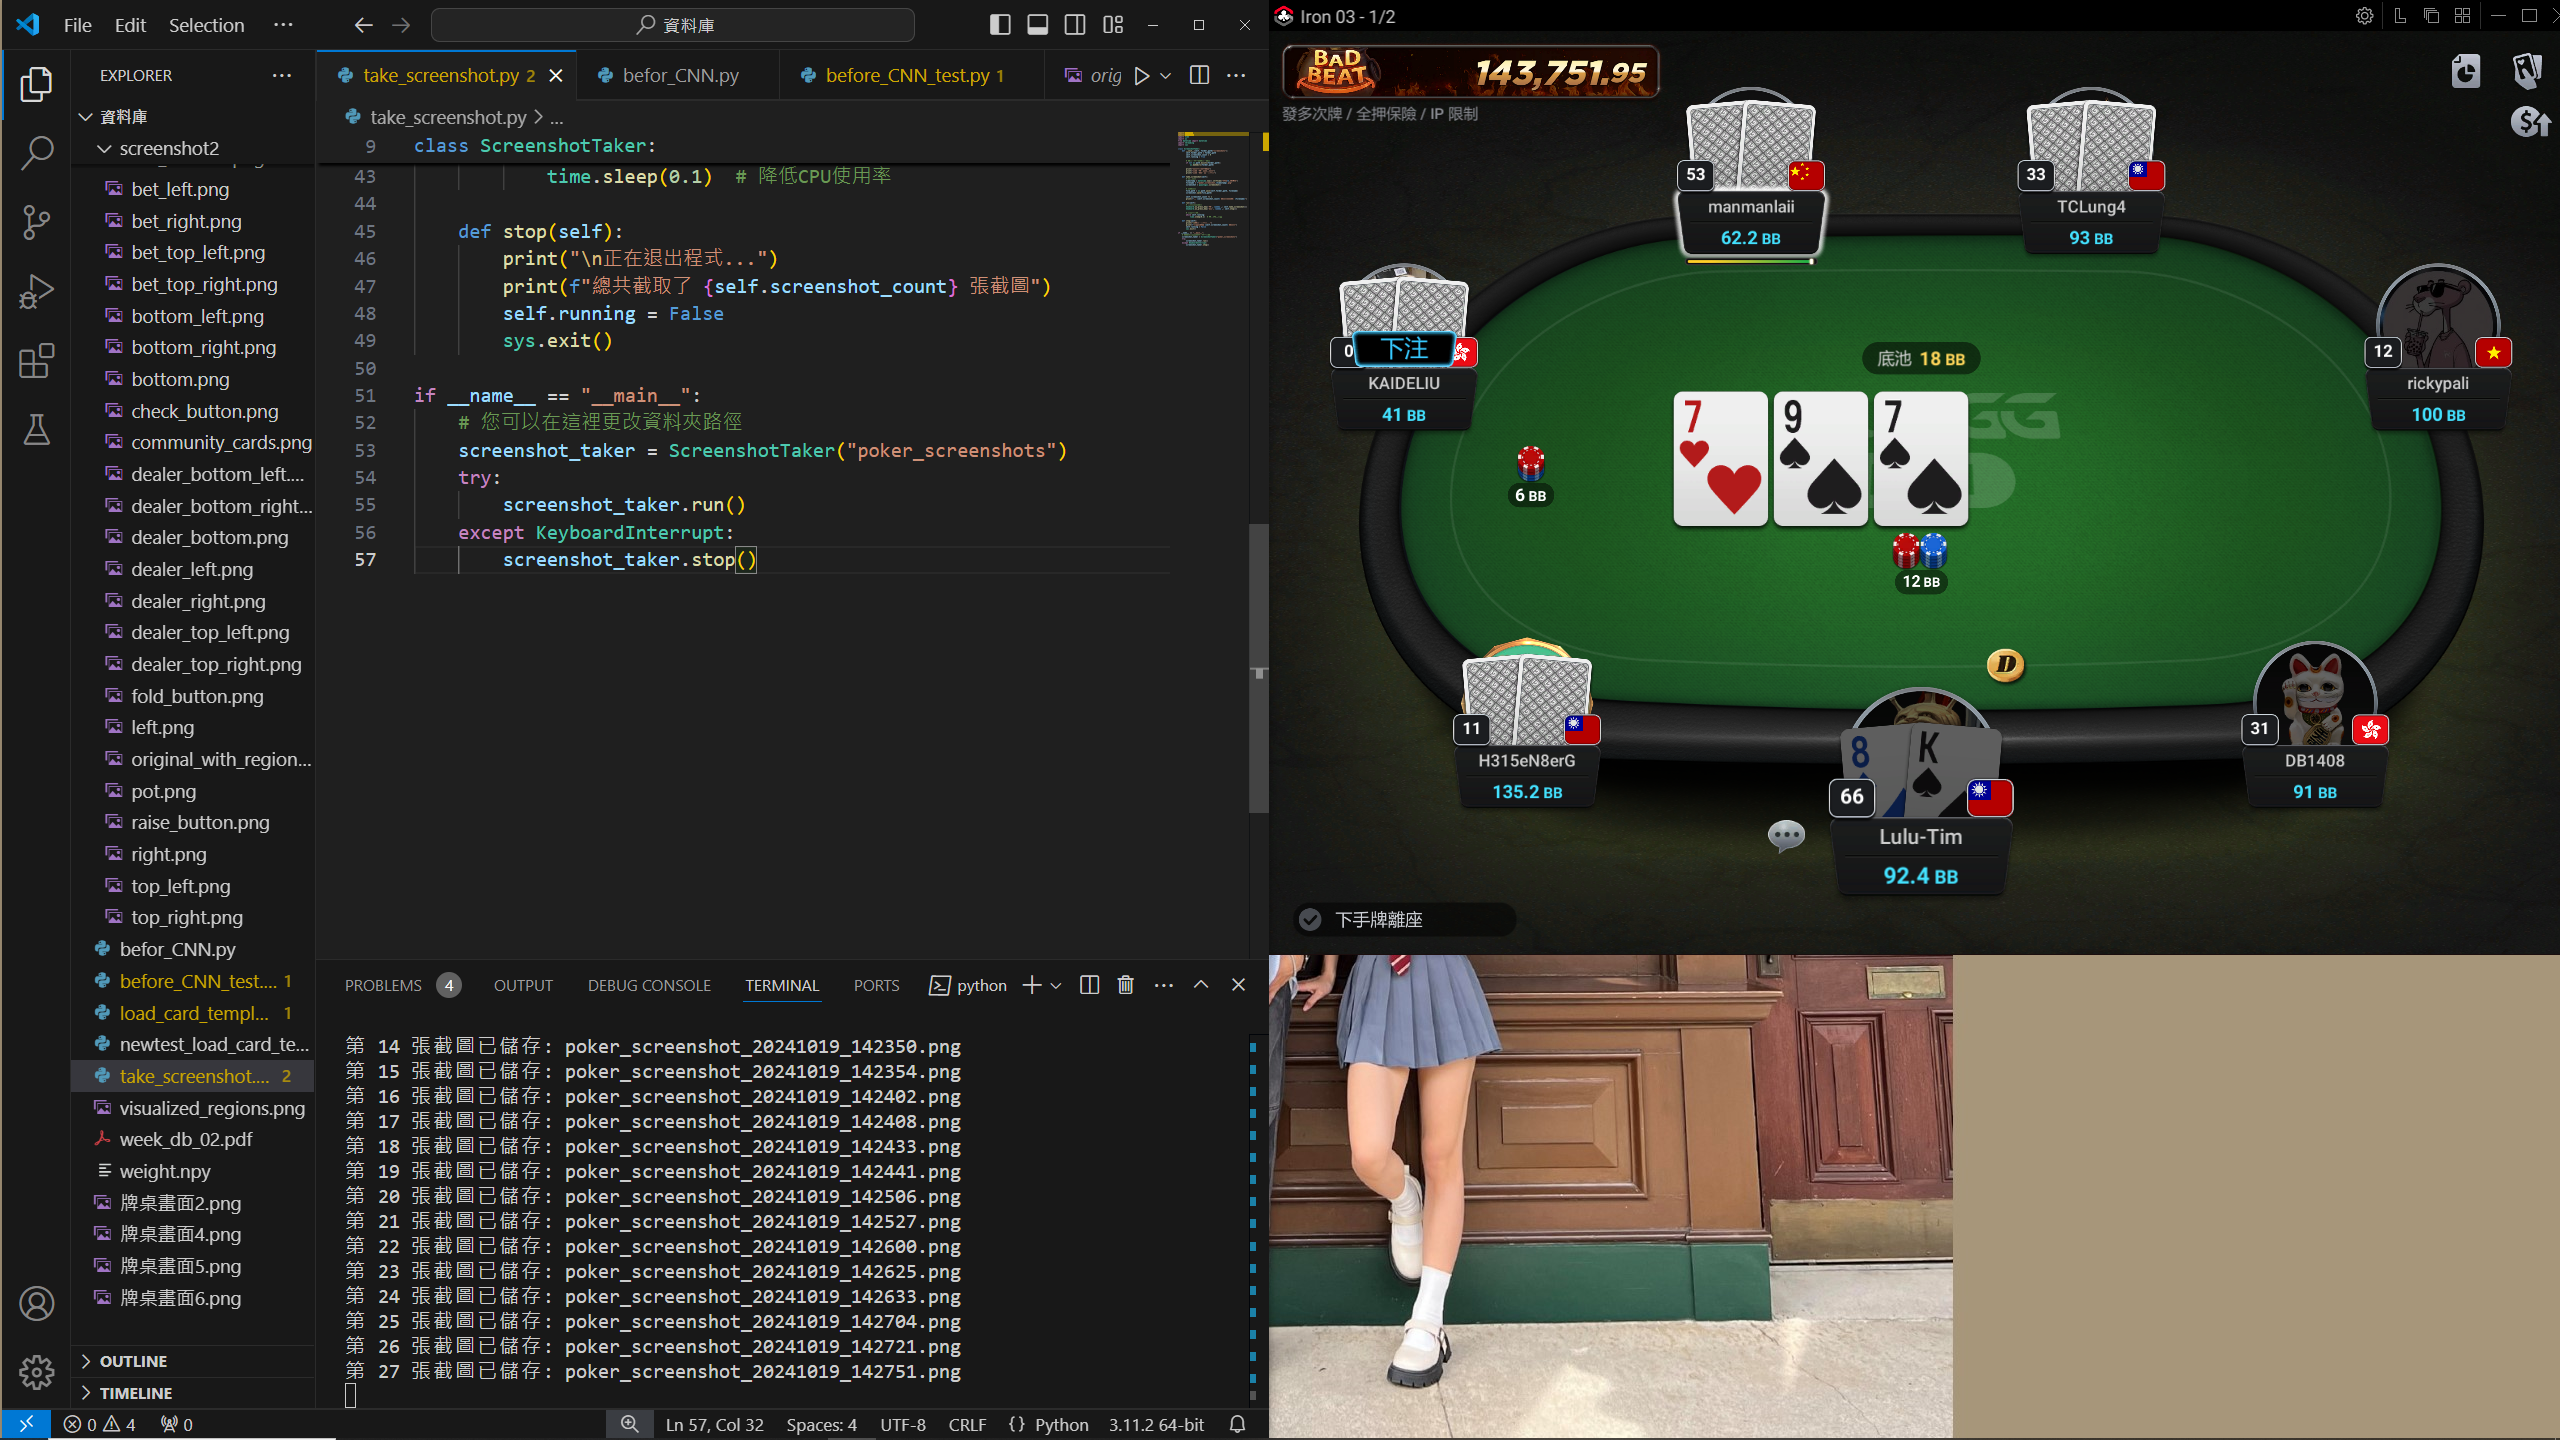 File Edit Selection ···
資料庫
EXPLORER
資料庫
screenshot2
bet_left.png
bet_right.png
bet_top_left.png
bet_top_right.png
bottom_left.png
bottom_right.png
bottom.png
check_button.png
community_cards.png
dealer_bottom_left....
dealer_bottom_right...
dealer_bottom.png
dealer_left.png
dealer_right.png
dealer_top_left.png
dealer_top_right.png
fold_button.png
left.png
original_with_region...
pot.png
raise_button.png
right.png
top_left.png
top_right.png
befor_CNN.py
before_CNN_test.... 1
load_card_templ... 1
newtest_load_card_te...
take_screenshot.... 2
visualized_regions.png
week_db_02.pdf
weight.npy
牌桌畫面2.png
牌桌畫面4.png
牌桌畫面5.png
牌桌畫面6.png
OUTLINE
TIMELINE
take_screenshot.py 2
befor_CNN.py
before_CNN_test.py 1
orig
take_screenshot.py > ...
9 class ScreenshotTaker:
43 time.sleep(0.1) # 降低CPU使用率
44
45 def stop(self):
46 print("\n正在退出程式...")
47 print(f"總共截取了 {self.screenshot_count} 張截圖")
48 self.running = False
49 sys.exit()
50
51 if __name__ == "__main__":
52 # 您可以在這裡更改資料夾路徑
53 screenshot_taker = ScreenshotTaker("poker_screenshots")
54 try:
55 screenshot_taker.run()
56 except KeyboardInterrupt:
57 screenshot_taker.stop()
PROBLEMS 4 OUTPUT DEBUG CONSOLE TERMINAL PORTS python
第 14 張截圖已儲存: poker_screenshot_20241019_142350.png
第 15 張截圖已儲存: poker_screenshot_20241019_142354.png
第 16 張截圖已儲存: poker_screenshot_20241019_142402.png
第 17 張截圖已儲存: poker_screenshot_20241019_142408.png
第 18 張截圖已儲存: poker_screenshot_20241019_142433.png
第 19 張截圖已儲存: poker_screenshot_20241019_142441.png
第 20 張截圖已儲存: poker_screenshot_20241019_142506.png
第 21 張截圖已儲存: poker_screenshot_20241019_142527.png
第 22 張截圖已儲存: poker_screenshot_20241019_142600.png
第 23 張截圖已儲存: poker_screenshot_20241019_142625.png
第 24 張截圖已儲存: poker_screenshot_20241019_142633.png
第 25 張截圖已儲存: poker_screenshot_20241019_142704.png
第 26 張截圖已儲存: poker_screenshot_20241019_142721.png
第 27 張截圖已儲存: poker_screenshot_20241019_142751.png
0 4 0
Ln 57, Col 32 Spaces: 4 UTF-8 CRLF {} Python 3.11.2 64-bit
Iron 03 - 1/2
BAD BEAT 143,751.95
發多次牌 / 全押保險 / IP 限制
53
manmanlaii
62.2 BB
33
TCLung4
93 BB
0
下注
KAIDELIU
41 BB
12
rickypali
100 BB
底池 18 BB
7 9 7
6 BB
12 BB
D
11
H315eN8erG
135.2 BB
8 K
66
Lulu-Tim
92.4 BB
31
DB1408
91 BB
下手牌離座